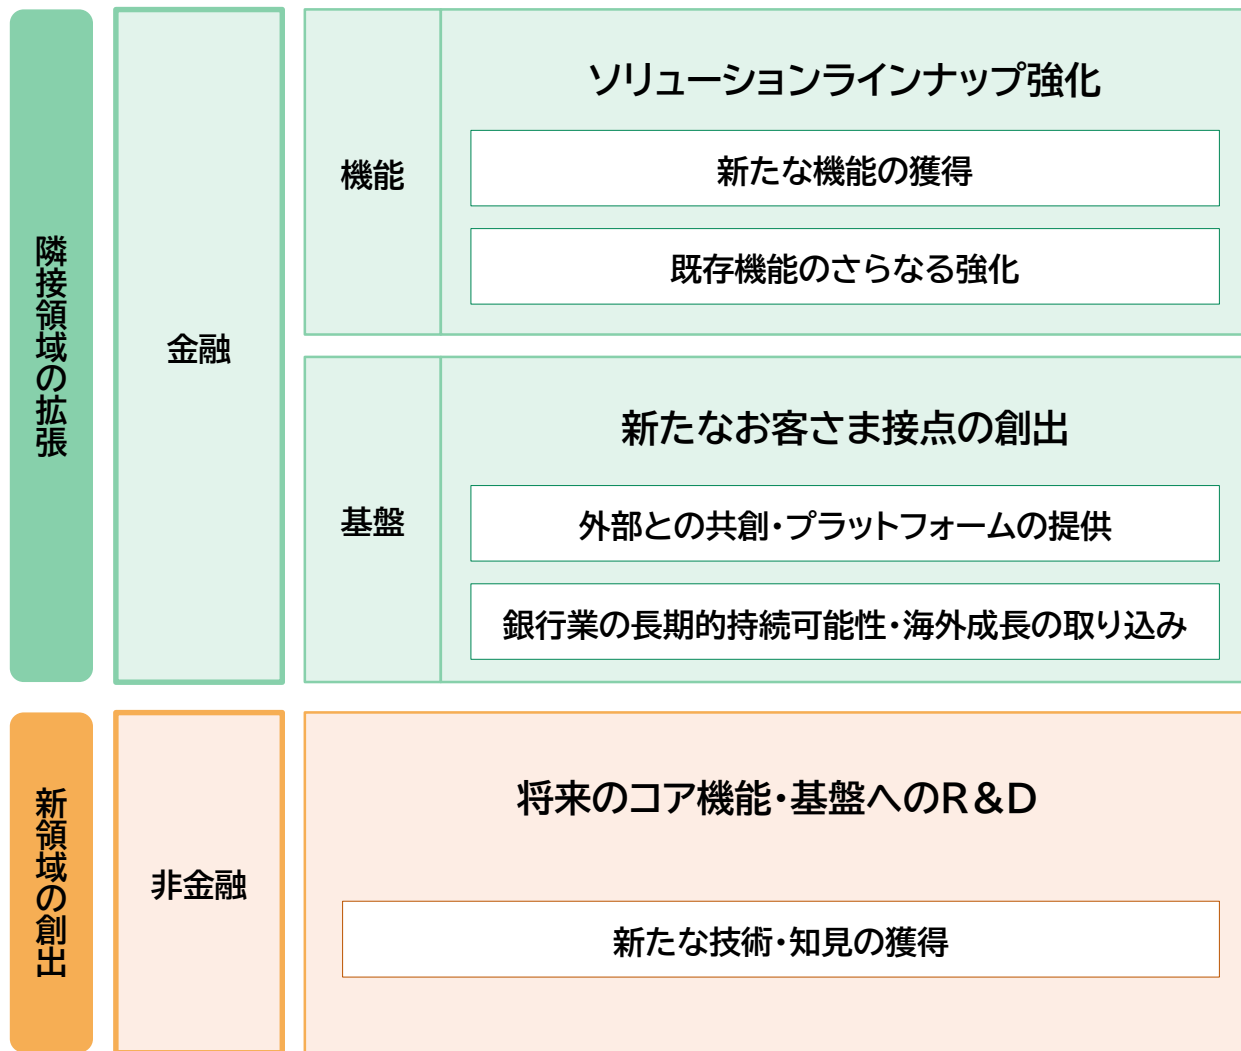 隣接領域の拡張
金融
機能
ソリューションラインナップ強化
新たな機能の獲得
既存機能のさらなる強化
基盤
新たなお客さま接点の創出
外部との共創・プラットフォームの提供
銀行業の長期的持続可能性・海外成長の取り込み
新領域の創出
非金融
将来のコア機能・基盤へのR&D
新たな技術・知見の獲得